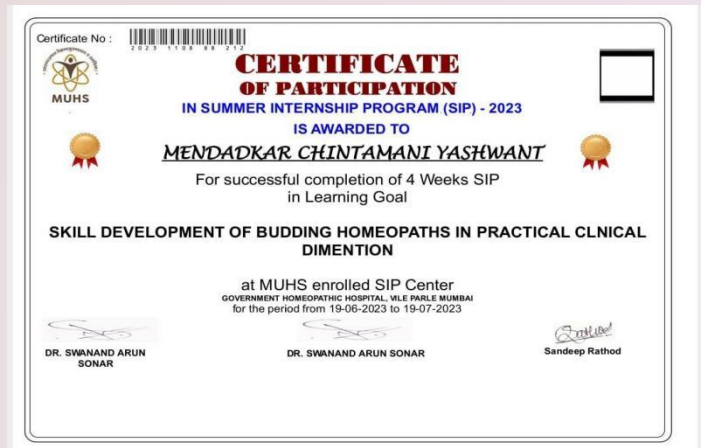 Certificate No :
2023 1106 88 212
MUHS
CERTIFICATE
OF PARTICIPATION
IN SUMMER INTERNSHIP PROGRAM (SIP) - 2023
IS AWARDED TO
MENDADKAR CHINTAMANI YASHWANT
For successful completion of 4 Weeks SIP
in Learning Goal
SKILL DEVELOPMENT OF BUDDING HOMEOPATHS IN PRACTICAL CLNICAL
DIMENTION
at MUHS enrolled SIP Center
GOVERNMENT HOMEOPATHIC HOSPITAL, VILE PARLE MUMBAI
for the period from 19-06-2023 to 19-07-2023
DR. SWANAND ARUN
SONAR
DR. SWANAND ARUN SONAR
Sandeep Rathod